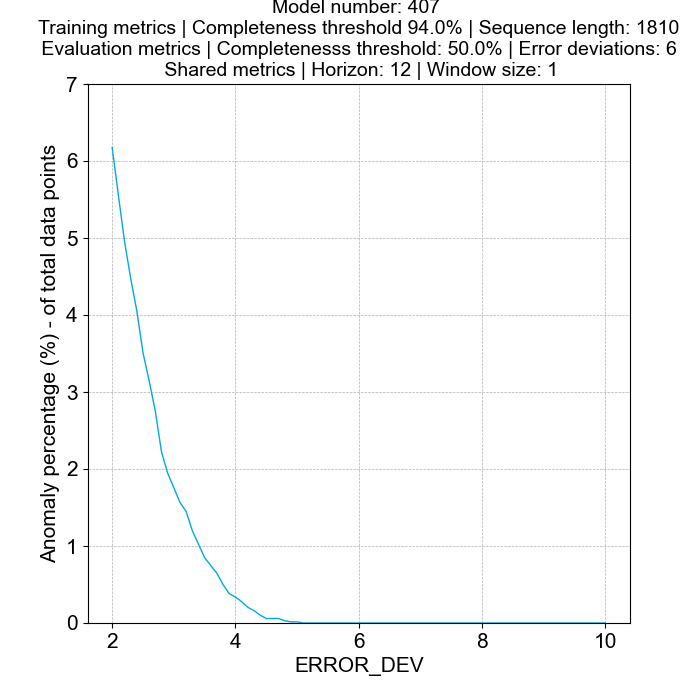 Model number: 407
Training metrics | Completeness threshold 94.0% | Sequence length: 1810
Evaluation metrics | Completenesss threshold: 50.0% | Error deviations: 6
Shared metrics | Horizon: 12 | Window size: 1
7
6
5
4
3
2
1
0
Anomaly percentage (%) - of total data points
2 4 6 8 10
ERROR_DEV